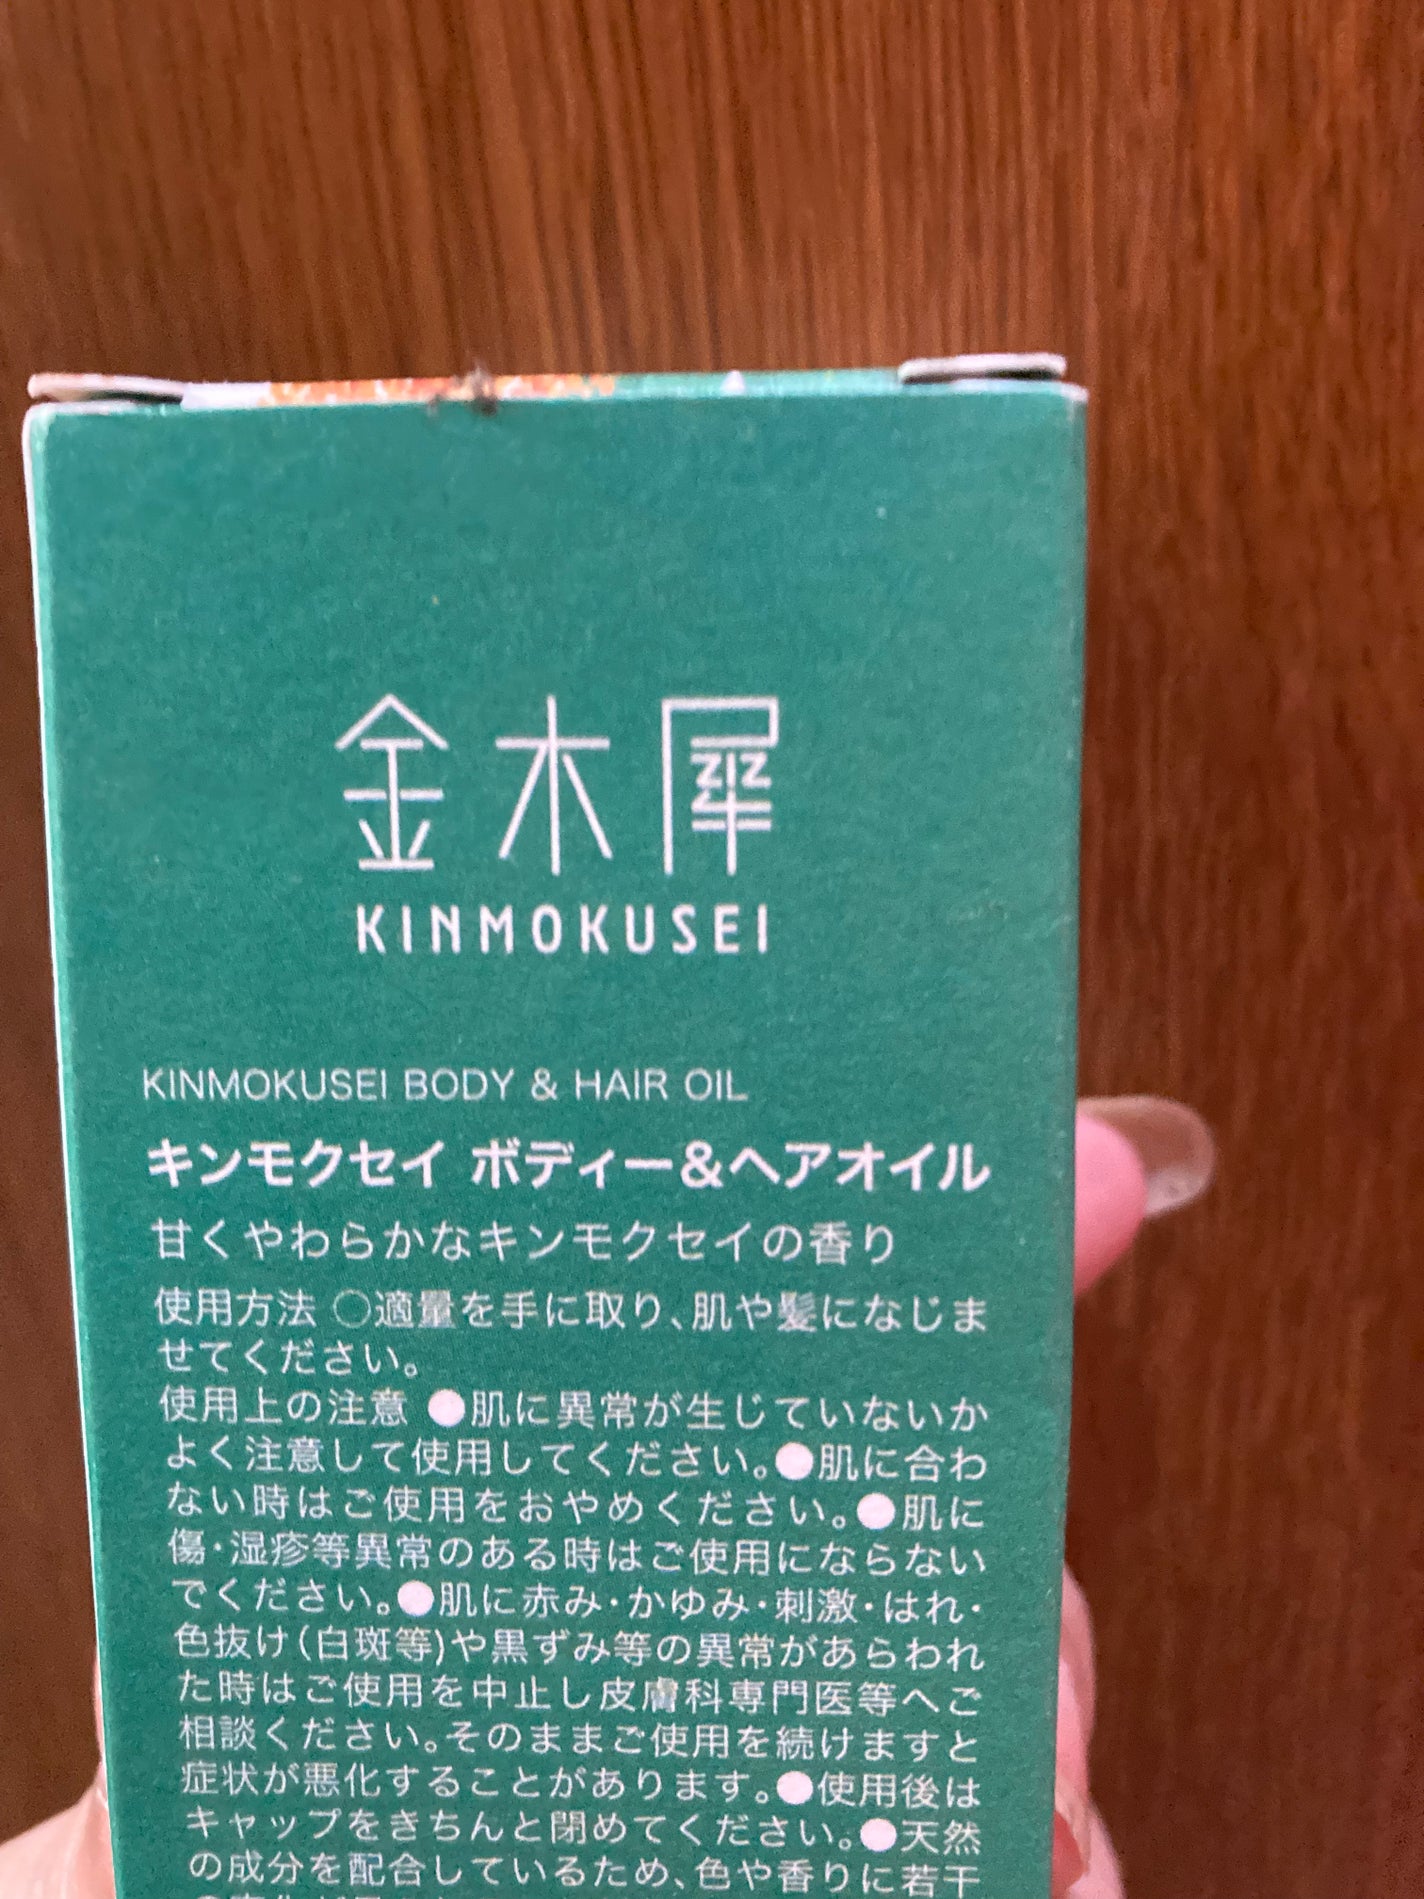 金木犀
KINMOKUSEI
KINMOKUSEI BODY & HAIR OIL
キンモクセイ ボディー&ヘアオイル
甘くやわらかなキンモクセイの香り
使用方法 ○適量を手に取り、肌や髪になじま
せてください。
使用上の注意 ●肌に異常が生じていないか
よく注意して使用してください。●肌に合わ
ない時はご使用をおやめください。●肌に
傷・湿疹等異常のある時はご使用にならない
でください。●肌に赤み・かゆみ・刺激・はれ・
色抜け(白斑等)や黒ずみ等の異常があらわれ
た時はご使用を中止し皮膚科専門医等へご
相談ください。そのままご使用を続けますと
症状が悪化することがあります。●使用後は
キャップをきちんと閉めてください。●天然
の成分を配合しているため、色や香りに若干